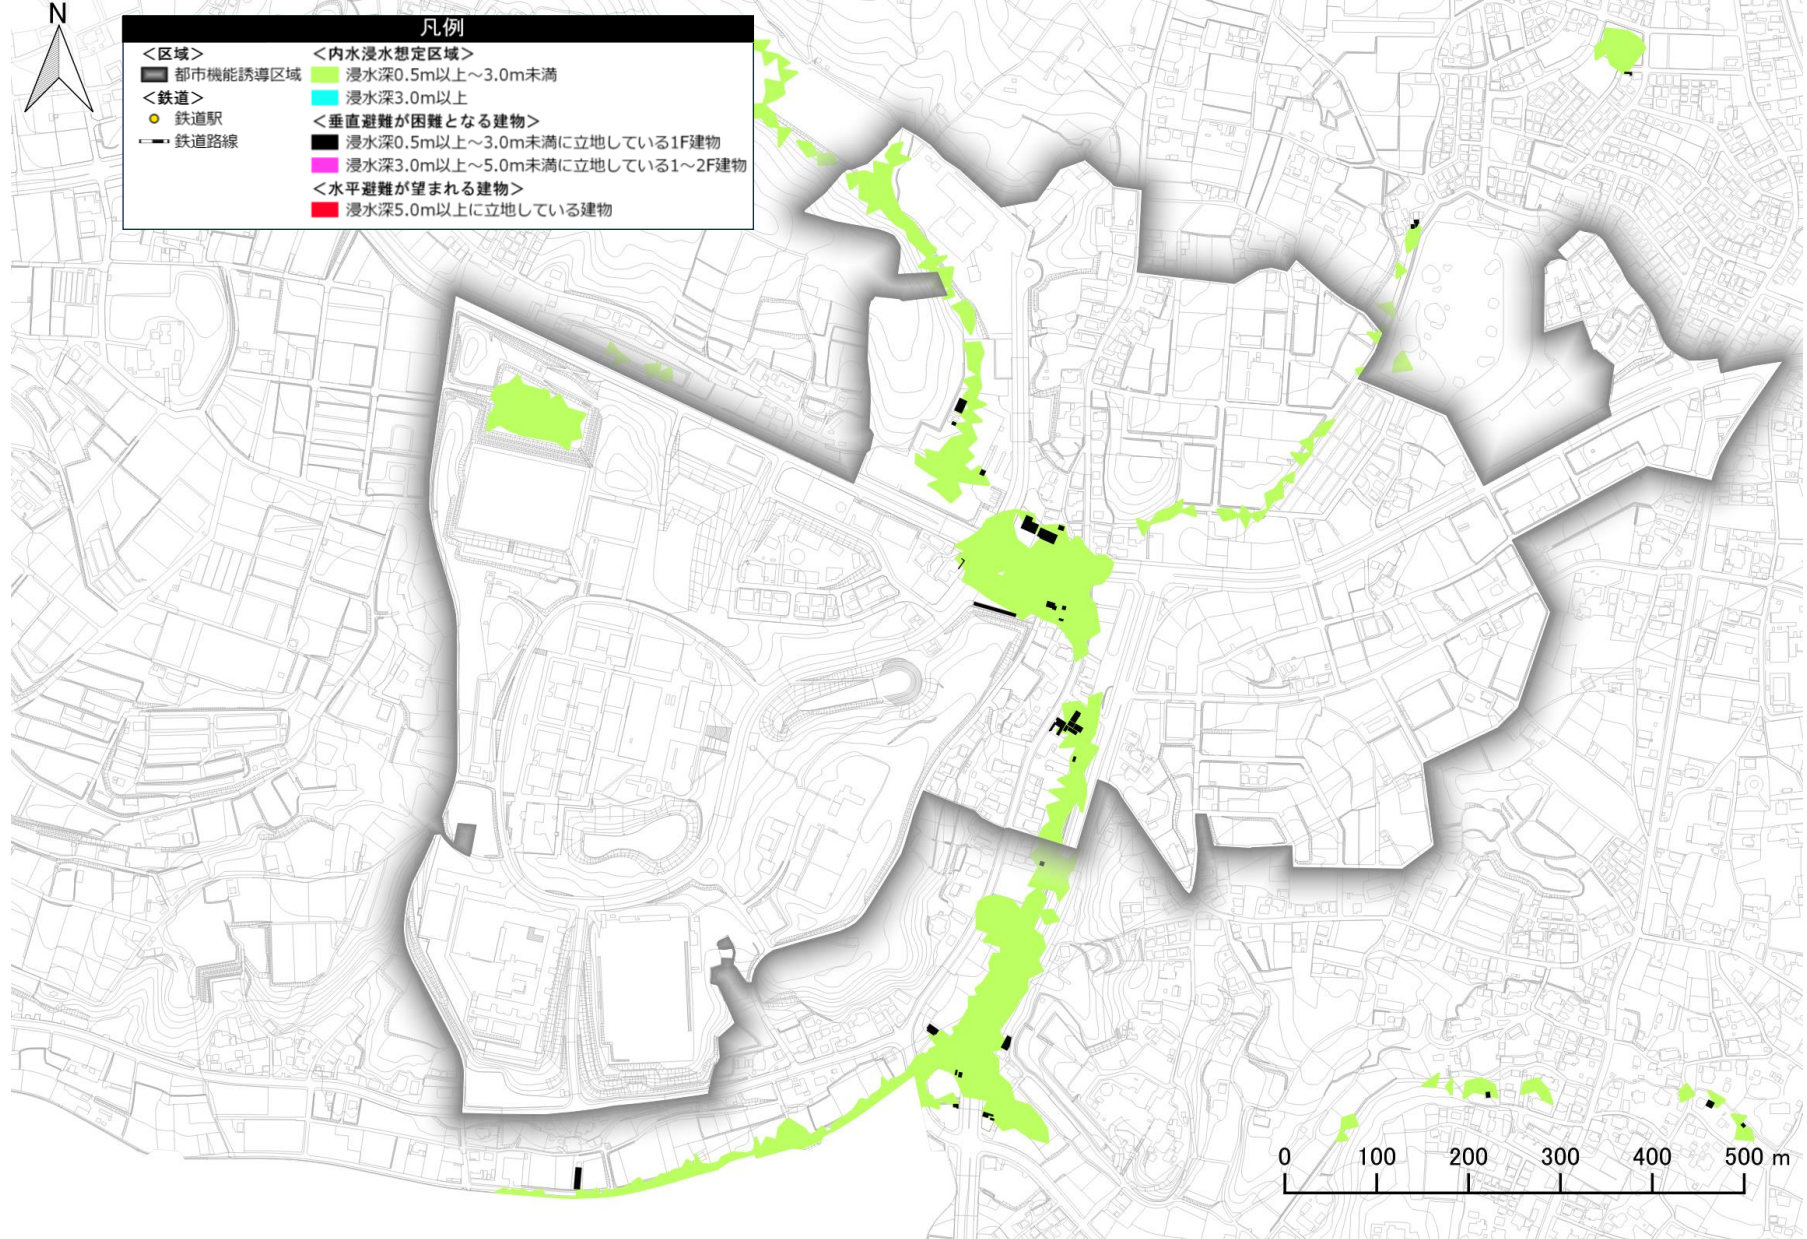 N
凡例
＜区域＞
都市機能誘導区域
＜鉄道＞
鉄道駅
鉄道路線
＜内水浸水想定区域＞
浸水深0.5m以上～3.0m未満
浸水深3.0m以上
＜垂直避難が困難となる建物＞
浸水深0.5m以上～3.0m未満に立地している1F建物
浸水深3.0m以上～5.0m未満に立地している1～2F建物
＜水平避難が望まれる建物＞
浸水深5.0m以上に立地している建物
0 100 200 300 400 500 m